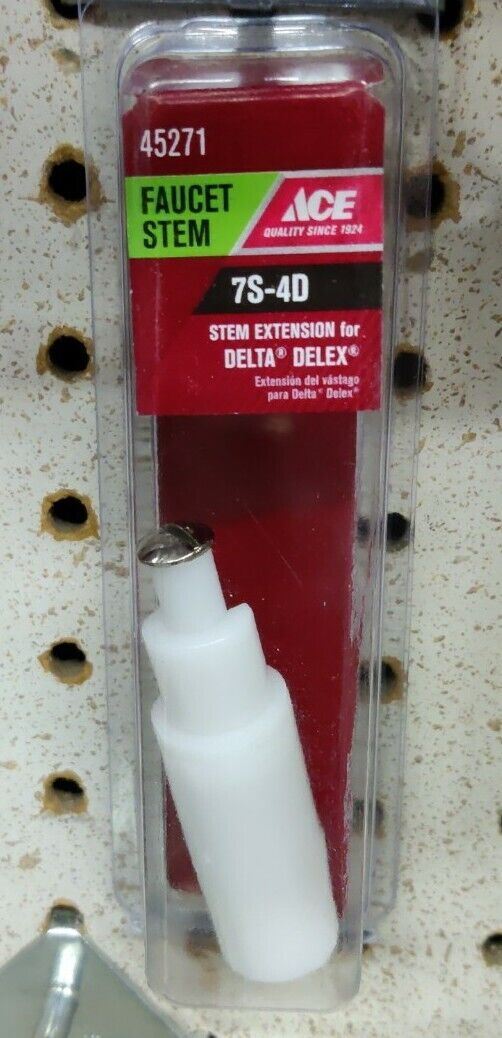 45271
FAUCET
STEM
ACE
QUALITY SINCE 1924
7S-4D
STEM EXTENSION for
DELTA® DELEX®
Extensión del vástago
para Delta® Delex®